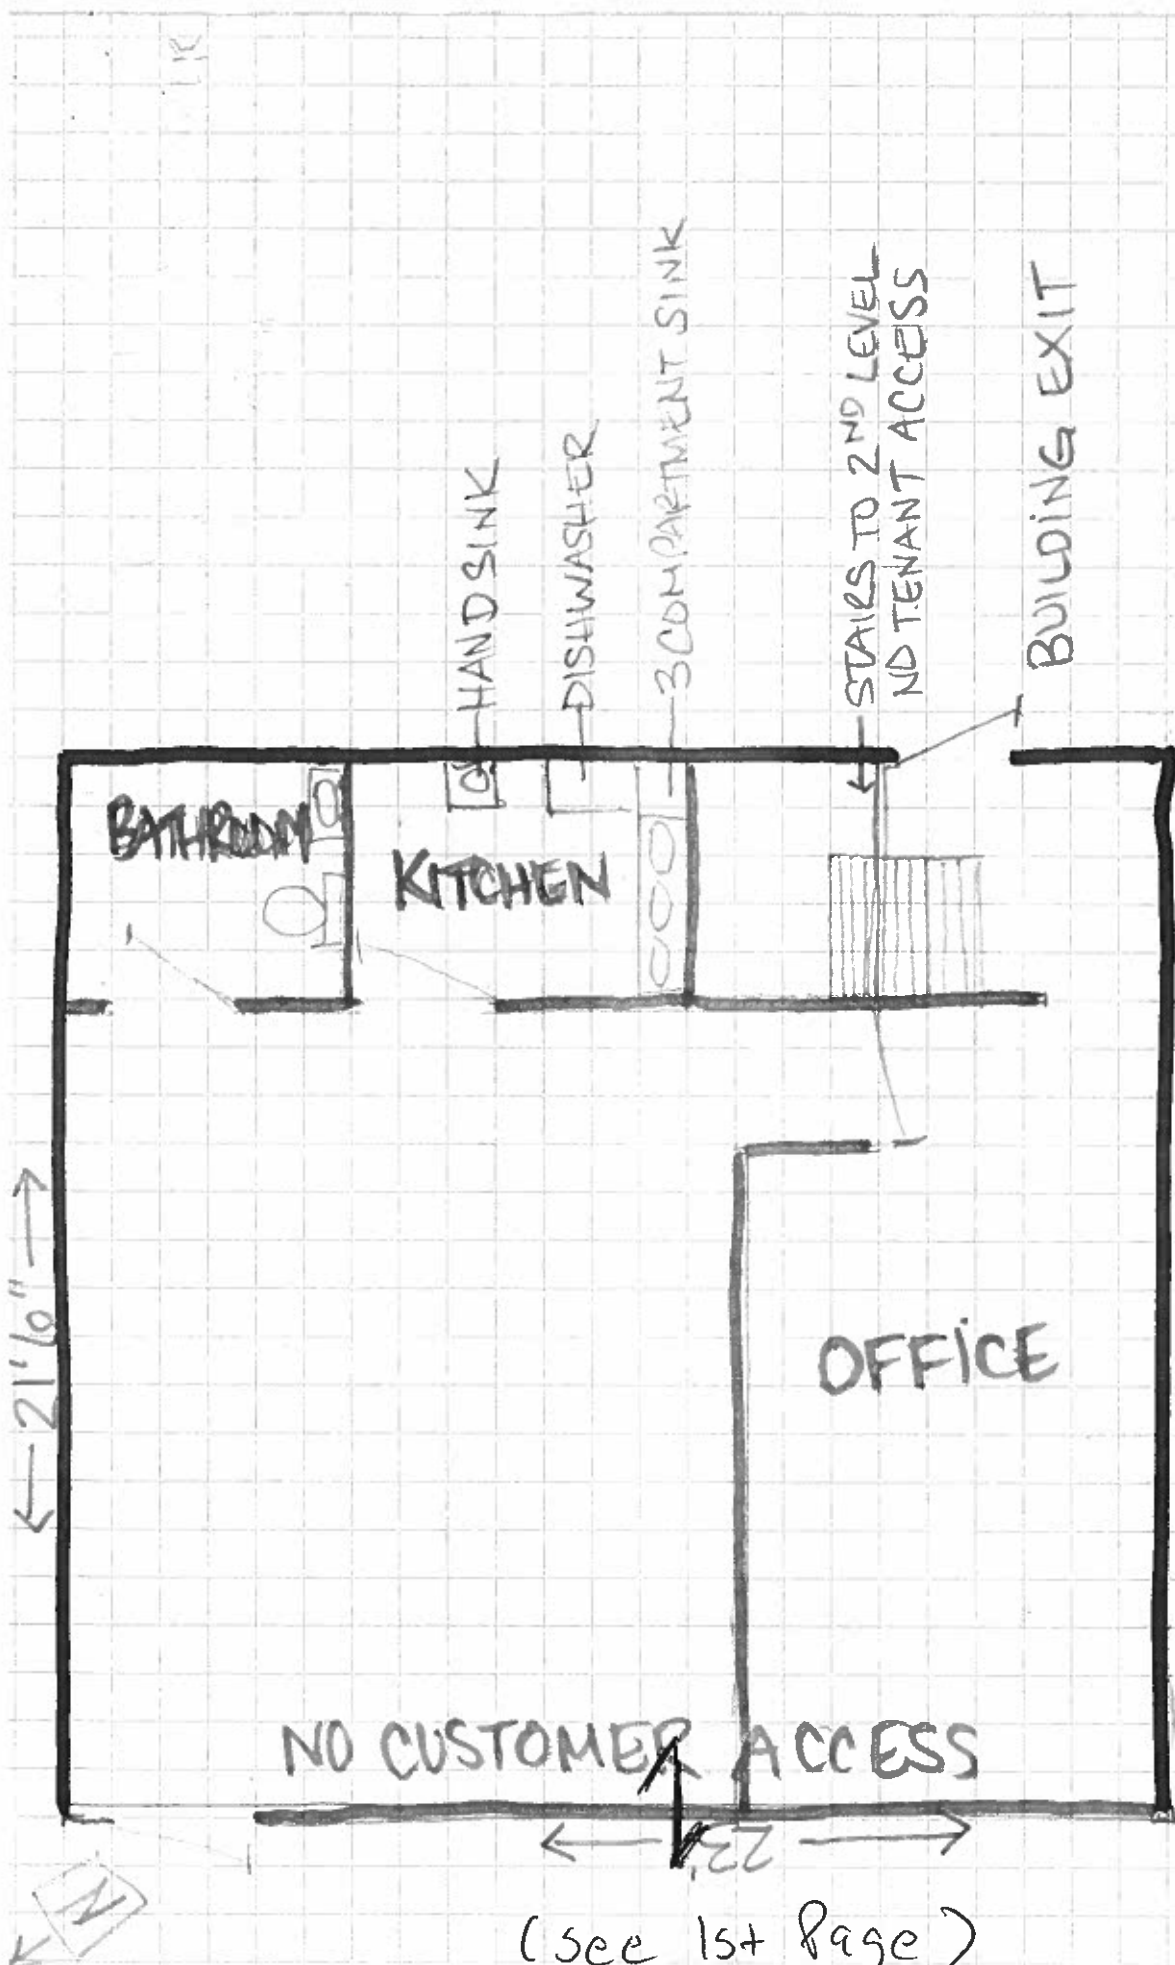 HANDSINK
DISHWASHER
3 COMPARTMENT SINK
STAIRS TO 2ND LEVEL
NO TENANT ACCESS
BUILDING EXIT
BATHROOM
KITCHEN
21'6"
OFFICE
NO CUSTOMER ACCESS
23'
N
(see 1st Page)